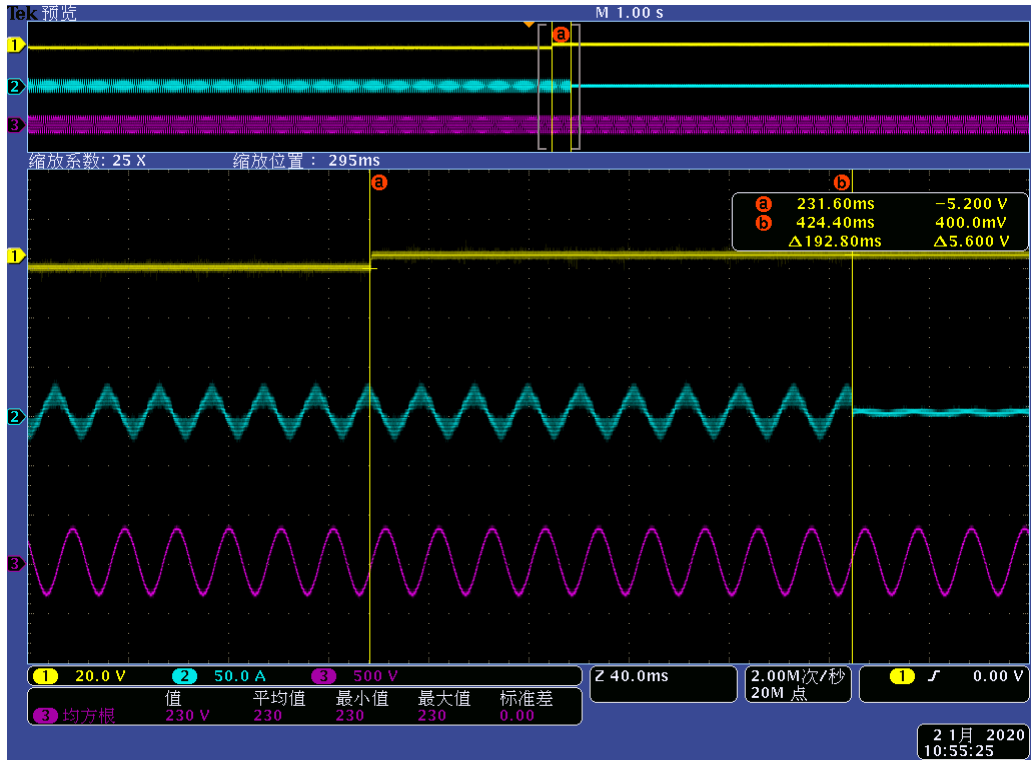 Tek 预览 M 1.00 s
1
a
2
3
缩放系数: 25 X 缩放位置: 295ms
a b
a 231.60ms -5.200 V
b 424.40ms 400.0mV
Δ192.80ms Δ5.600 V
1
2
3
1 20.0 V 2 50.0 A 3 500 V
Z 40.0ms
2.00M次/秒
20M 点
1 0.00 V
值 平均值 最小值 最大值 标准差
3 均方根 230 V 230 230 230 0.00
2 1月 2020
10:55:25